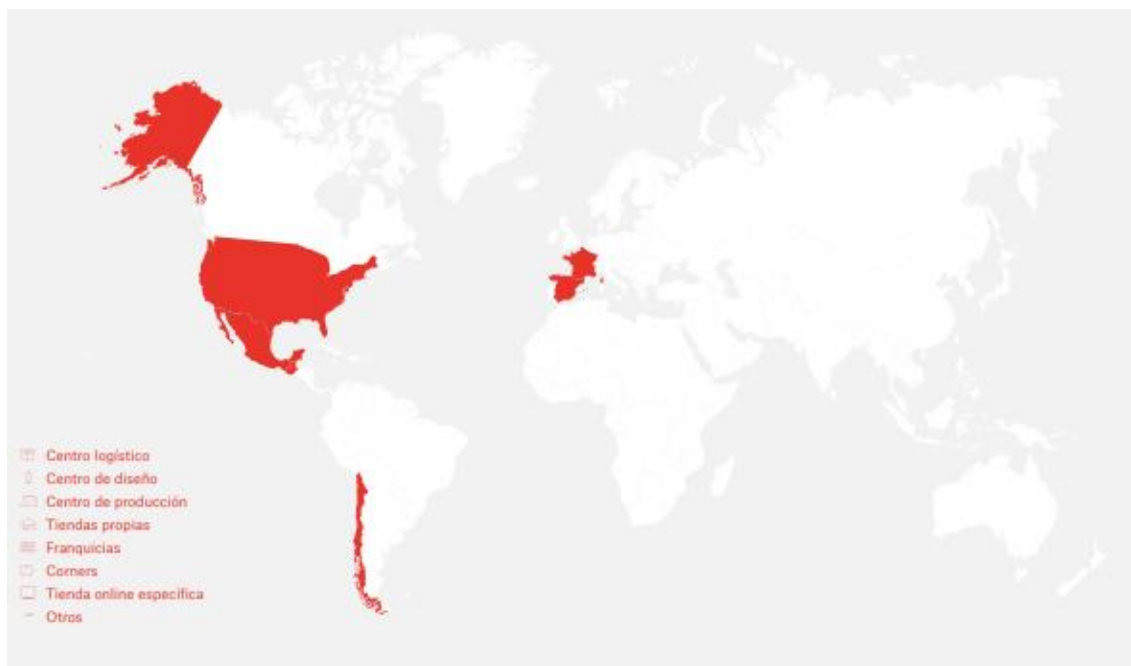 Centro logístico
Centro de diseño
Centro de producción
Tiendas propias
Franquicias
Corners
Tienda online específica
Otros